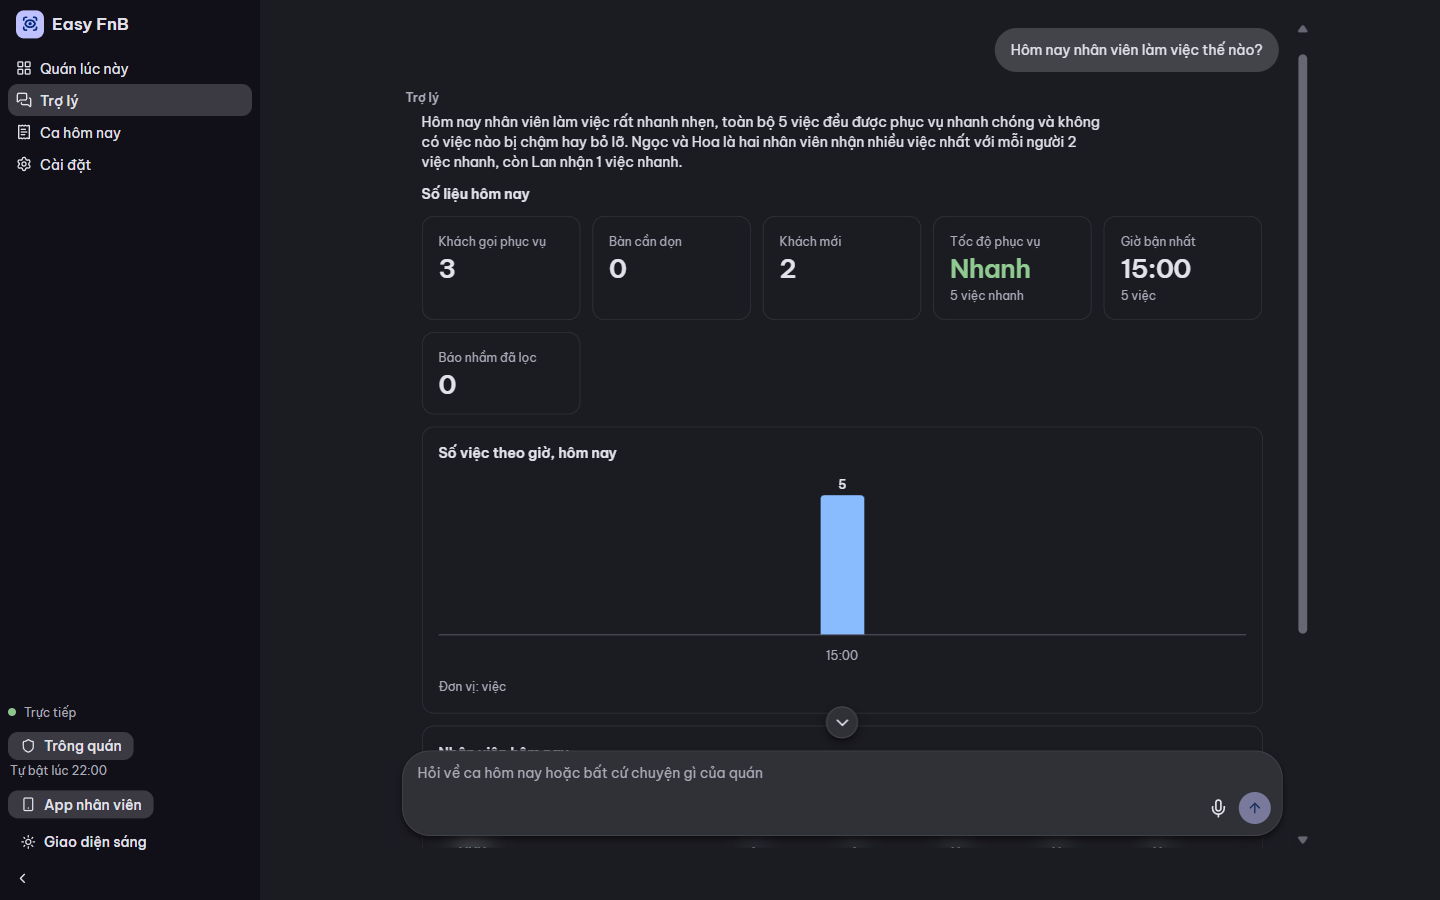 Easy FnB
Quán lúc này
Trợ lý
Ca hôm nay
Cài đặt
Trực tiếp
Trông quán
Tự bật lúc 22:00
App nhân viên
Giao diện sáng
Hôm nay nhân viên làm việc thế nào?
Trợ lý
Hôm nay nhân viên làm việc rất nhanh nhẹn, toàn bộ 5 việc đều được phục vụ nhanh chóng và không
có việc nào bị chậm hay bỏ lỡ. Ngọc và Hoa là hai nhân viên nhận nhiều việc nhất với mỗi người 2
việc nhanh, còn Lan nhận 1 việc nhanh.
Số liệu hôm nay
Khách gọi phục vụ
3
Bàn cần dọn
0
Khách mới
2
Tốc độ phục vụ
Nhanh
5 việc nhanh
Giờ bận nhất
15:00
5 việc
Báo nhầm đã lọc
0
Số việc theo giờ, hôm nay
5
15:00
Đơn vị: việc
Hỏi về ca hôm nay hoặc bất cứ chuyện gì của quán